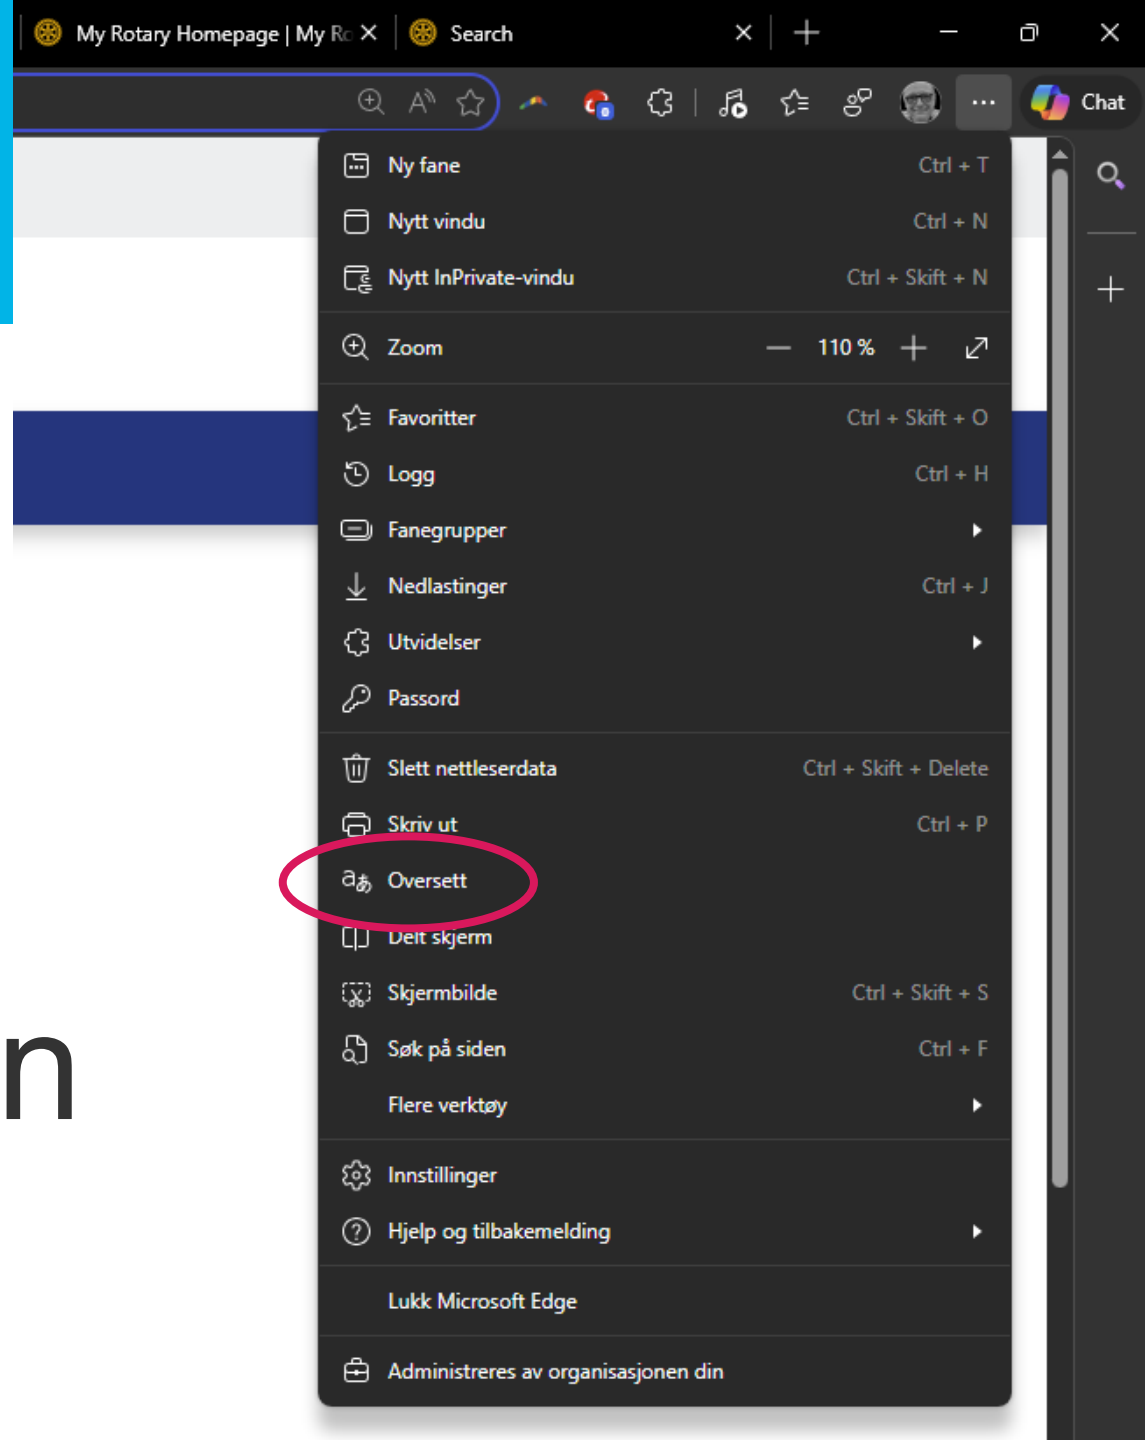 My Rotary Homepage | My Ro
Search
Chat
Ny fane Ctrl + T
Nytt vindu Ctrl + N
Nytt InPrivate-vindu Ctrl + Skift + N
Zoom 110 %
Favoritter Ctrl + Skift + O
Logg Ctrl + H
Fanegrupper
Nedlastinger Ctrl + J
Utvidelser
Passord
Slett nettleserdata Ctrl + Skift + Delete
Skriv ut Ctrl + P
Oversett
Delt skjerm
Skjermbilde Ctrl + Skift + S
Søk på siden Ctrl + F
n
Flere verktøy
Innstillinger
Hjelp og tilbakemelding
Lukk Microsoft Edge
Administreres av organisasjonen din